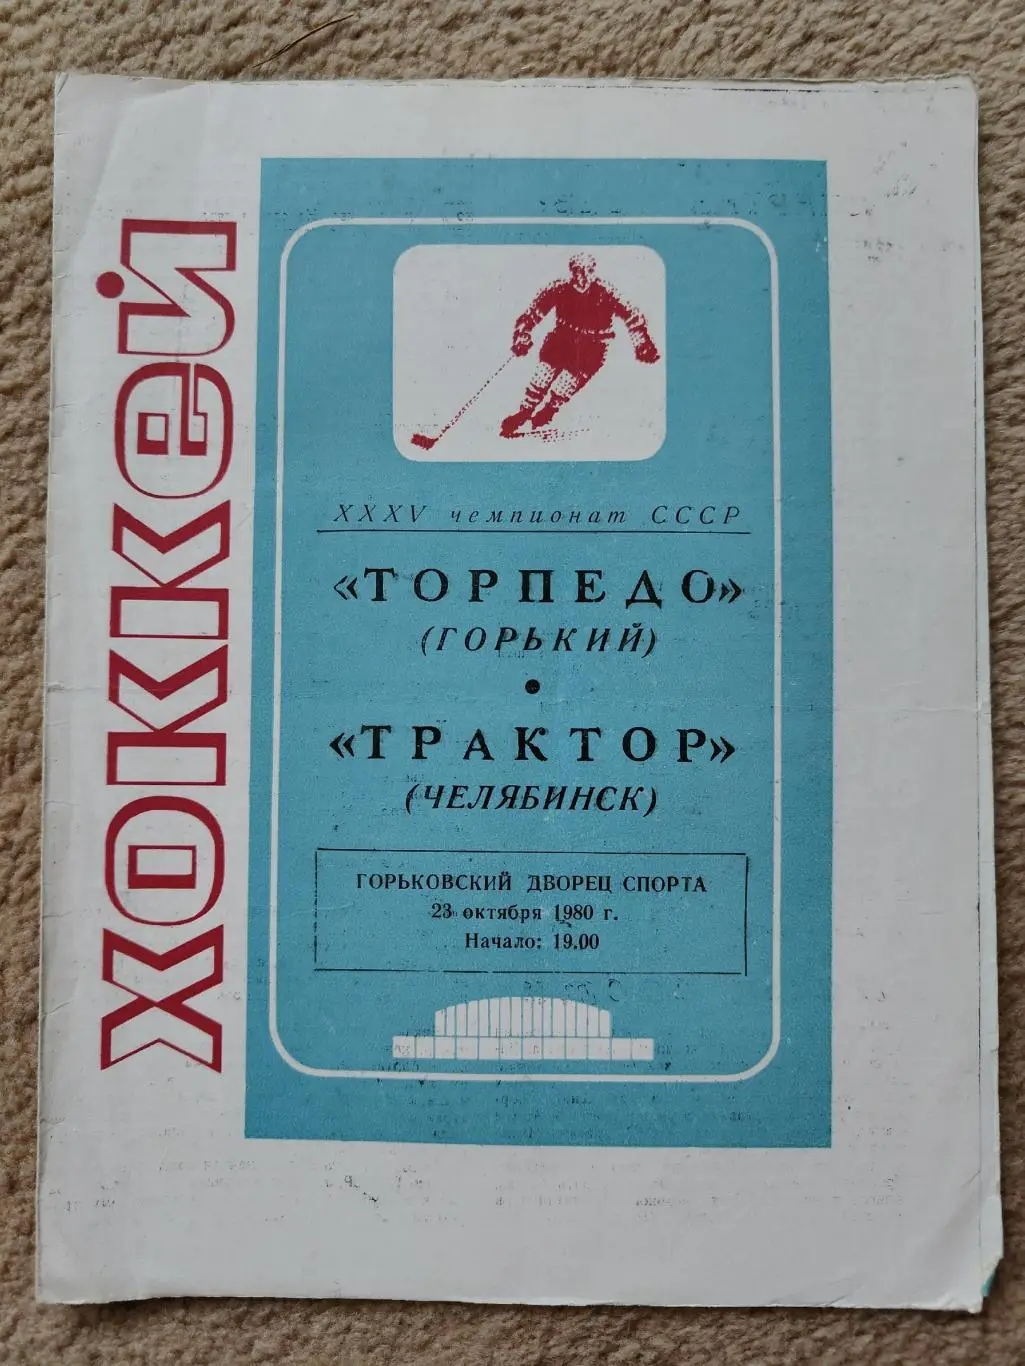 ХОККЕЙ
XXXV чемпионат СССР
«ТОРПЕДО»
(ГОРЬКИЙ)
•
«ТРАКТОР»
(ЧЕЛЯБИНСК)
ГОРЬКОВСКИЙ ДВОРЕЦ СПОРТА
23 октября 1980 г.
Начало: 19.00